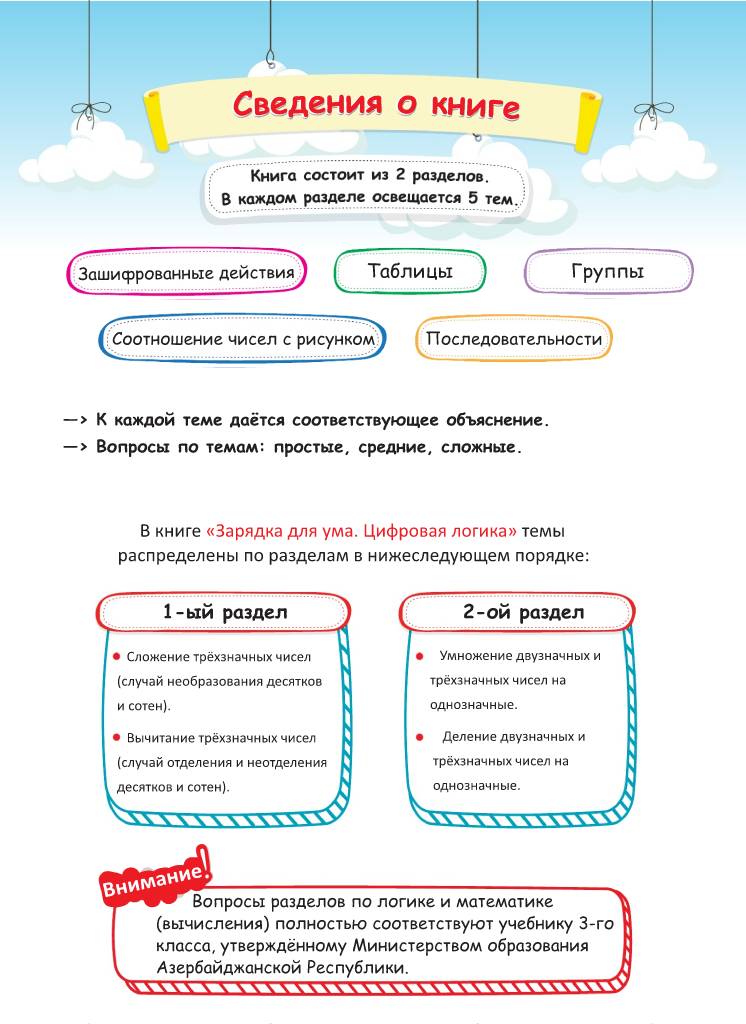 Сведения о книге
Книга состоит из 2 разделов.
В каждом разделе освещается 5 тем.
Зашифрованные действия
Таблицы
Группы
Соотношение чисел с рисунком
Последовательности
—> К каждой теме даётся соответствующее объяснение.
—> Вопросы по темам: простые, средние, сложные.
В книге «Зарядка для ума. Цифровая логика» темы
распределены по разделам в нижеследующем порядке:
1-ый раздел
• Сложение трёхзначных чисел
(случай необразования десятков
и сотен).
• Вычитание трёхзначных чисел
(случай отделения и неотделения
десятков и сотен).
2-ой раздел
• Умножение двузначных и
трёхзначных чисел на
однозначные.
• Деление двузначных и
трёхзначных чисел на
однозначные.
Внимание!
Вопросы разделов по логике и математике
(вычисления) полностью соответствуют учебнику 3-го
класса, утверждённому Министерством образования
Азербайджанской Республики.